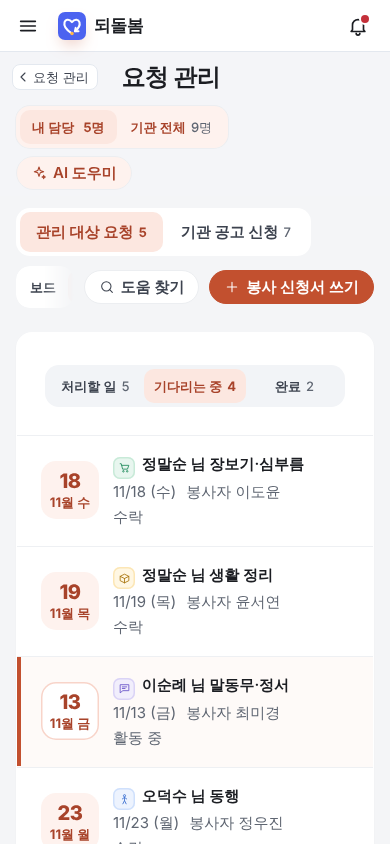 되돌봄
요청 관리
요청 관리
내 담당 5명 기관 전체 9명
AI 도우미
관리 대상 요청 5 기관 공고 신청 7
보드 도움 찾기 봉사 신청서 쓰기
처리할 일 5 기다리는 중 4 완료 2
18
11월 수
정말순 님 장보기·심부름
11/18 (수) 봉사자 이도윤
수락
19
11월 목
정말순 님 생활 정리
11/19 (목) 봉사자 윤서연
수락
13
11월 금
이순례 님 말동무·정서
11/13 (금) 봉사자 최미경
활동 중
23
11월 월
오덕수 님 동행
11/23 (월) 봉사자 정우진